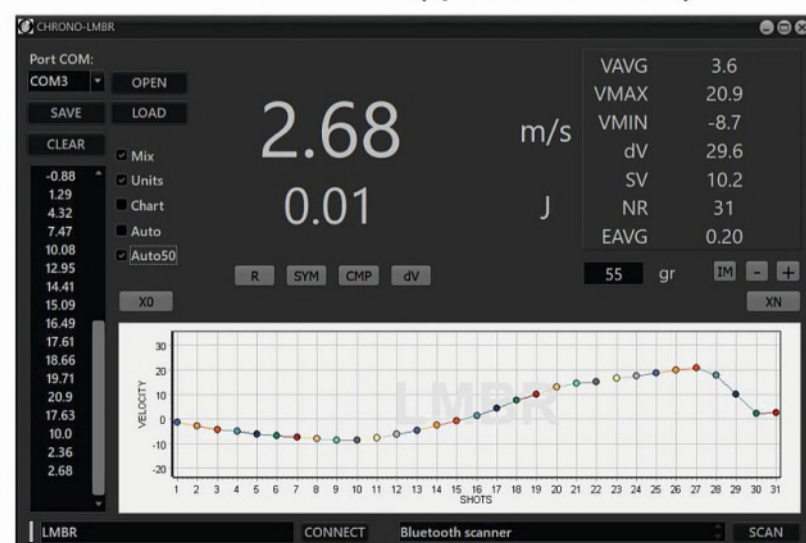 CHRONO-LMBR
Port COM:
COM3 OPEN
SAVE LOAD
CLEAR
Mix
Units
Chart
Auto
Auto50
2.68 m/s
0.01 J
VAVG 3.6
VMAX 20.9
VMIN -8.7
dV 29.6
SV 10.2
NR 31
EAVG 0.20
R SYM CMP dV
55 gr IM - +
X0 XN
-0.88
1.29
4.32
7.47
10.08
12.95
14.41
15.09
16.49
17.61
18.66
19.71
20.9
17.63
10.0
2.36
2.68
LMBR
VELOCITY
30
20
10
0
-10
-20
1 2 3 4 5 6 7 8 9 10 11 12 13 14 15 16 17 18 19 20 21 22 23 24 25 26 27 28 29 30 31
SHOTS
LMBR CONNECT Bluetooth scanner SCAN